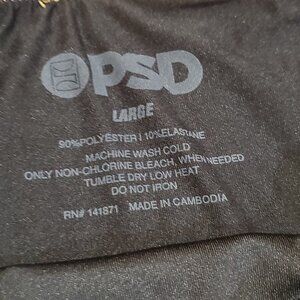 PSD
LARGE
90%POLYESTER | 10%ELASTANE
MACHINE WASH COLD
ONLY NON-CHLORINE BLEACH, WHEN NEEDED
TUMBLE DRY LOW HEAT
DO NOT IRON
RN# 141871 MADE IN CAMBODIA